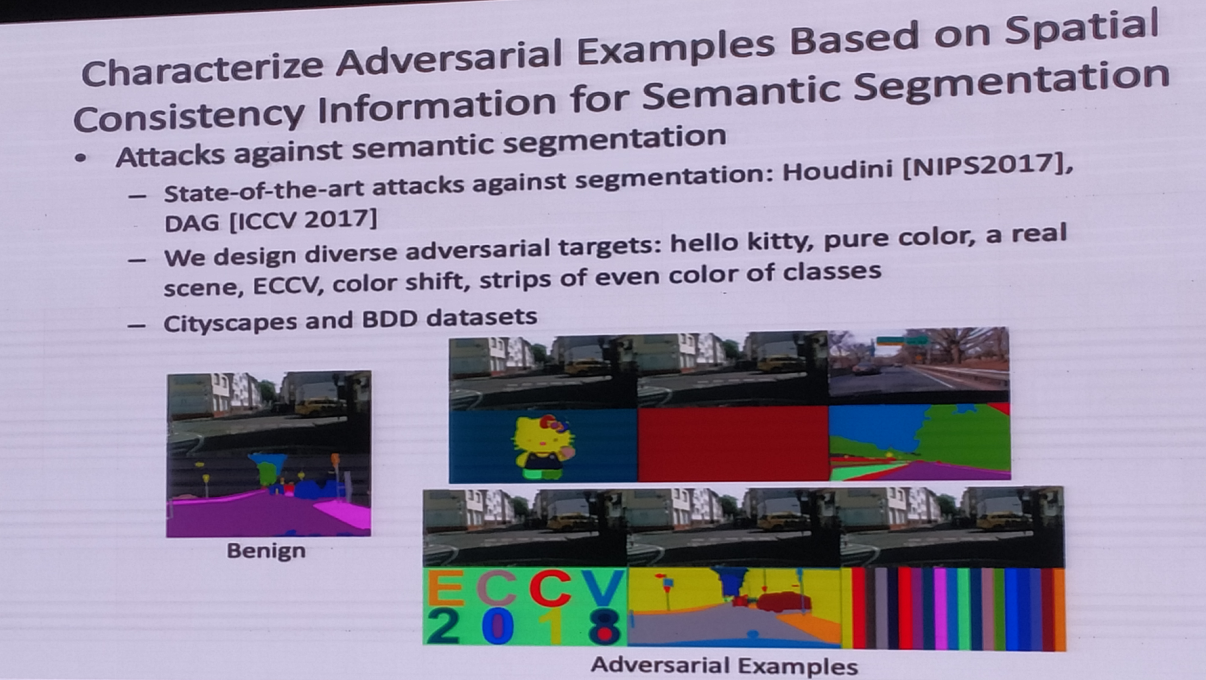 Characterize Adversarial Examples Based on Spatial
Consistency Information for Semantic Segmentation
• Attacks against semantic segmentation
– State-of-the-art attacks against segmentation: Houdini [NIPS2017],
DAG [ICCV 2017]
– We design diverse adversarial targets: hello kitty, pure color, a real
scene, ECCV, color shift, strips of even color of classes
– Cityscapes and BDD datasets
Benign
ECCV
2018
Adversarial Examples